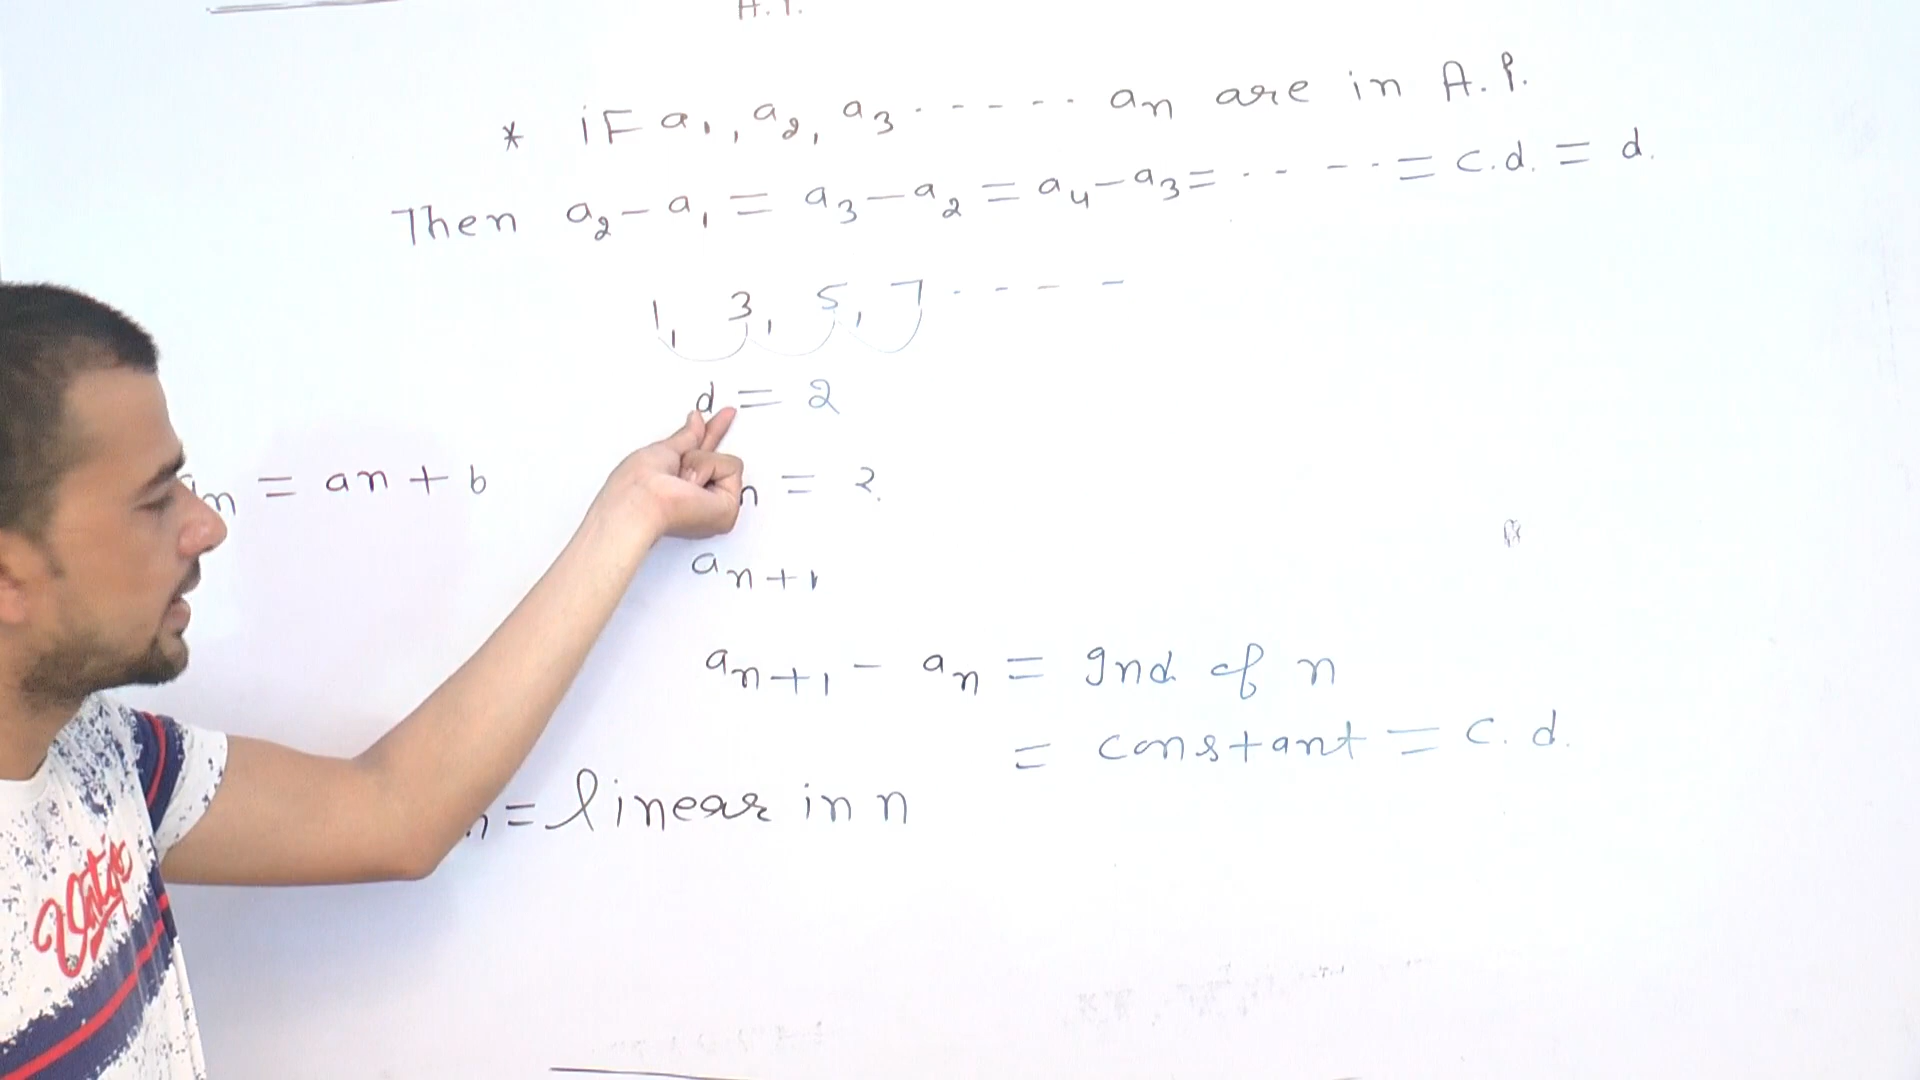 A.P.
* iF a₁, a₂, a₃ ------ aₙ are in A.P.
Then a₂ - a₁ = a₃ - a₂ = a₄ - a₃ = ----- = c.d. = d.
1, 3, 5, 7 ----
d = 2
aₙ = an + b
n = ?
aₙ₊₁
aₙ₊₁ - aₙ = Ind of n
= constant = c.d.
n = linear in n